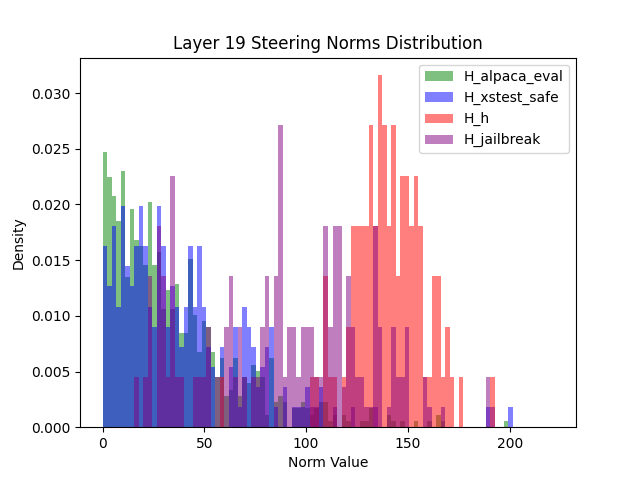 Layer 19 Steering Norms Distribution
H_alpaca_eval
H_xstest_safe
H_h
H_jailbreak
Density
0.030
0.025
0.020
0.015
0.010
0.005
0.000
0
50
100
150
200
Norm Value